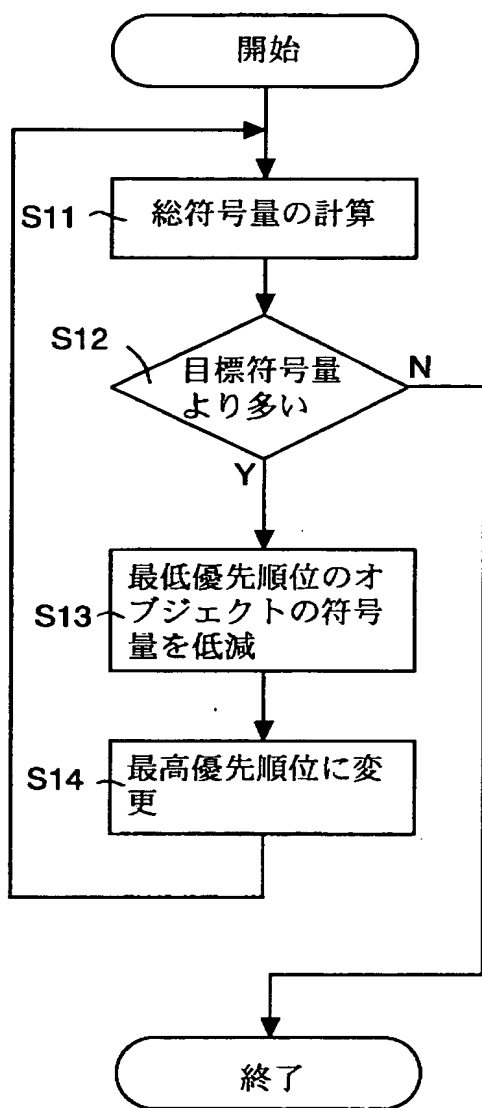 開始
S11
総符号量の計算
S12
目標符号量
より多い
N
Y
S13
最低優先順位のオ
ブジェクトの符号
量を低減
S14
最高優先順位に変
更
終了